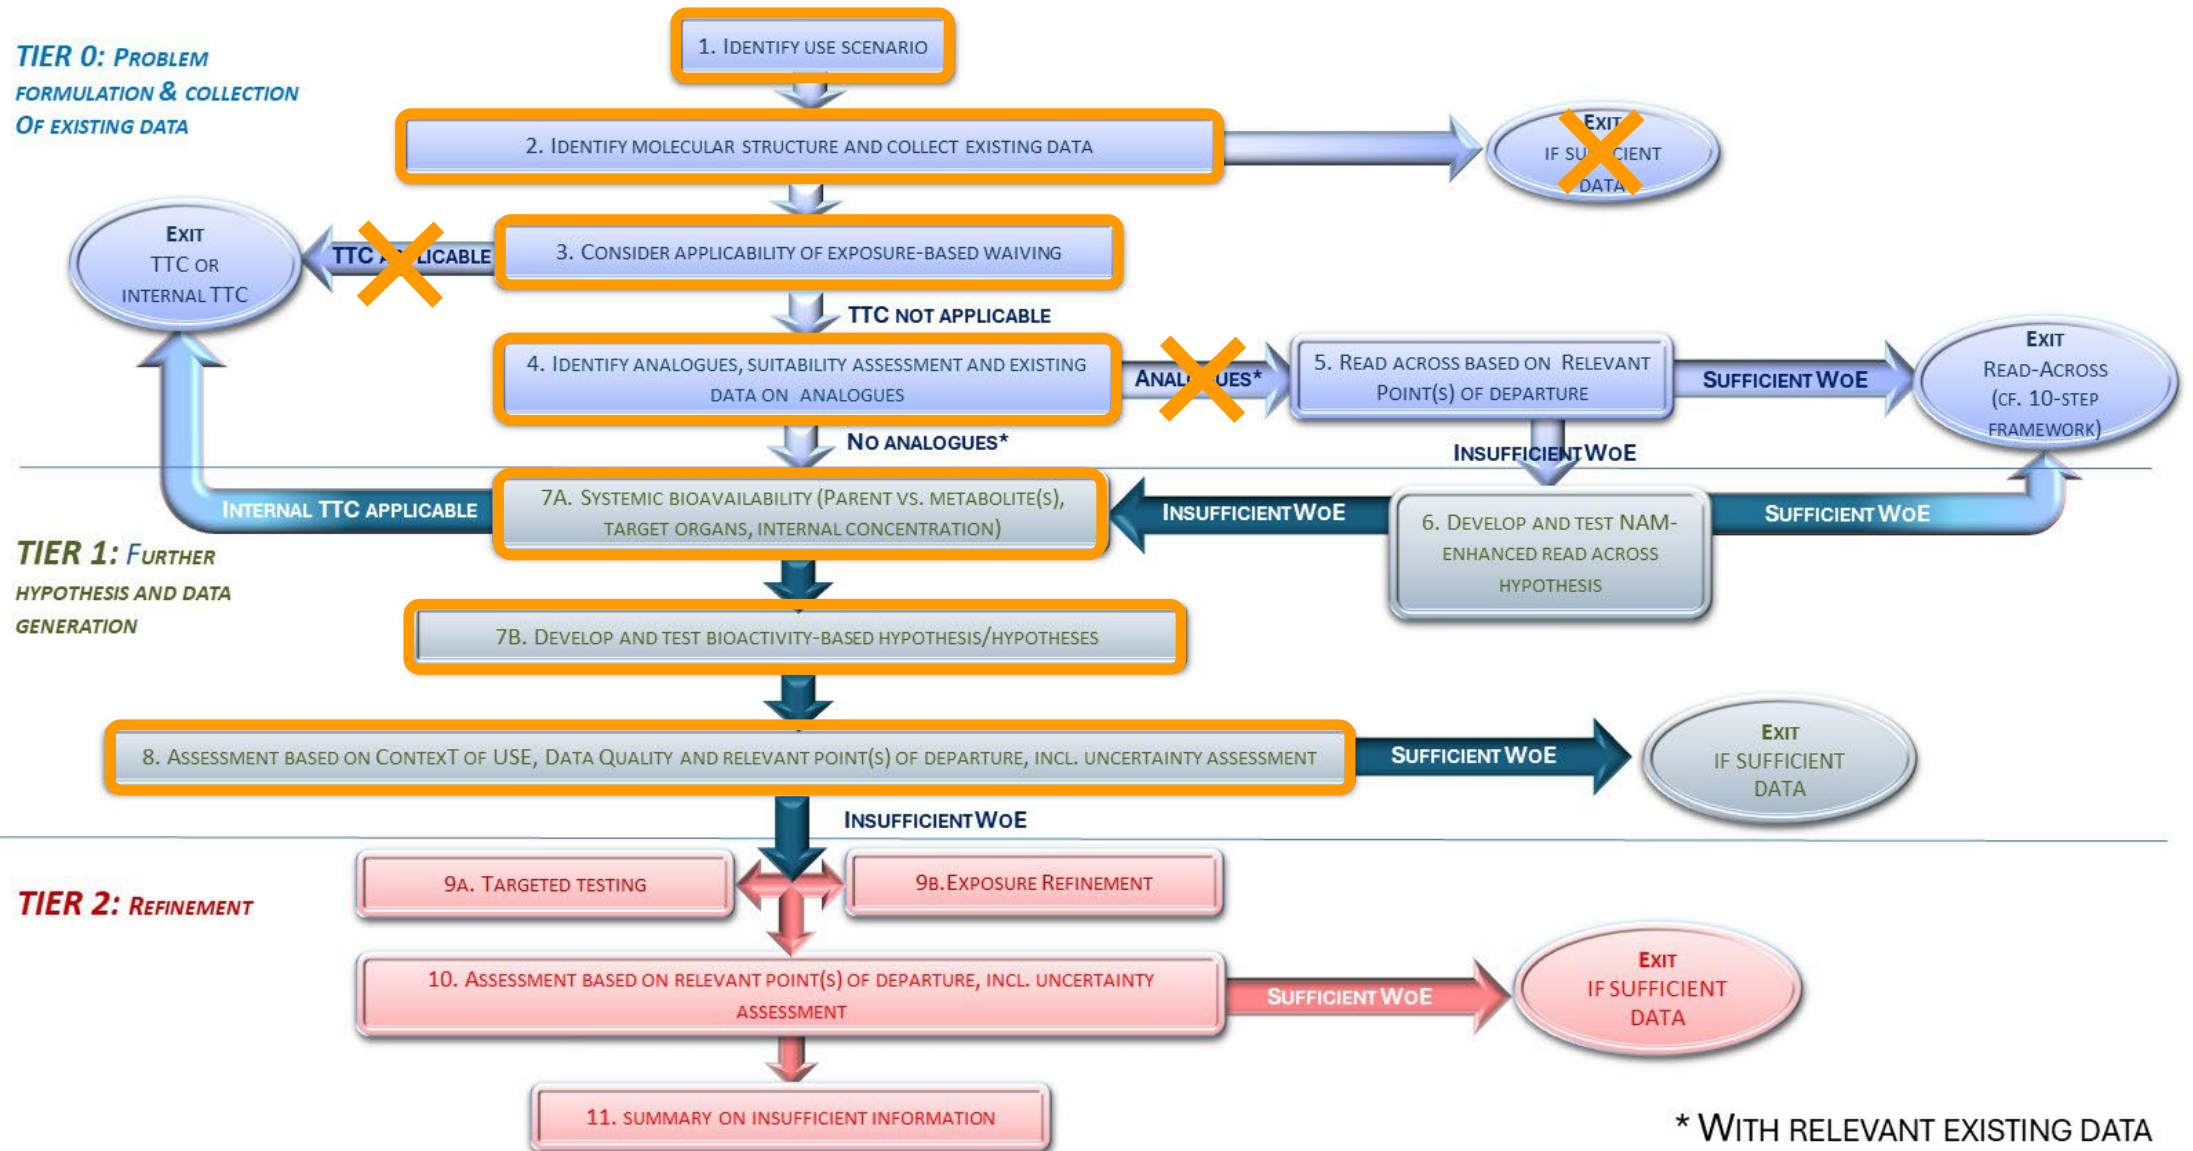 TIER 0: PROBLEM
FORMULATION & COLLECTION
OF EXISTING DATA
1. IDENTIFY USE SCENARIO
2. IDENTIFY MOLECULAR STRUCTURE AND COLLECT EXISTING DATA
EXIT
IF SUFFICIENT
DATA
EXIT
TTC OR
INTERNAL TTC
TTC APPLICABLE
3. CONSIDER APPLICABILITY OF EXPOSURE-BASED WAIVING
TTC NOT APPLICABLE
4. IDENTIFY ANALOGUES, SUITABILITY ASSESSMENT AND EXISTING
DATA ON ANALOGUES
ANALOGUES*
5. READ ACROSS BASED ON RELEVANT
POINT(S) OF DEPARTURE
SUFFICIENT WOE
EXIT
READ-ACROSS
(CF. 10-STEP
FRAMEWORK)
NO ANALOGUES*
INSUFFICIENT WOE
INTERNAL TTC APPLICABLE
7A. SYSTEMIC BIOAVAILABILITY (PARENT VS. METABOLITE(S),
TARGET ORGANS, INTERNAL CONCENTRATION)
INSUFFICIENT WOE
6. DEVELOP AND TEST NAM-
ENHANCED READ ACROSS
HYPOTHESIS
SUFFICIENT WOE
TIER 1: FURTHER
HYPOTHESIS AND DATA
GENERATION
7B. DEVELOP AND TEST BIOACTIVITY-BASED HYPOTHESIS/HYPOTHESES
8. ASSESSMENT BASED ON CONTEXT OF USE, DATA QUALITY AND RELEVANT POINT(S) OF DEPARTURE, INCL. UNCERTAINTY ASSESSMENT
SUFFICIENT WOE
EXIT
IF SUFFICIENT
DATA
INSUFFICIENT WOE
TIER 2: REFINEMENT
9A. TARGETED TESTING
9B. EXPOSURE REFINEMENT
10. ASSESSMENT BASED ON RELEVANT POINT(S) OF DEPARTURE, INCL. UNCERTAINTY
ASSESSMENT
SUFFICIENT WOE
EXIT
IF SUFFICIENT
DATA
11. SUMMARY ON INSUFFICIENT INFORMATION
* WITH RELEVANT EXISTING DATA